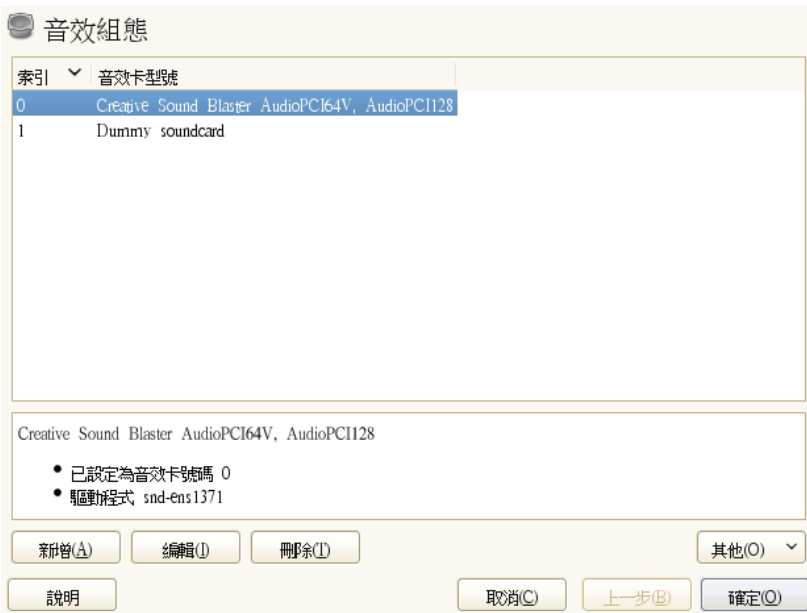 音效組態
索引 音效卡型號
0 Creative Sound Blaster AudioPCI64V, AudioPCI128
1 Dummy soundcard
Creative Sound Blaster AudioPCI64V, AudioPCI128
• 已設定為音效卡號碼 0
• 驅動程式 snd-ens1371
新增(A) 編輯(I) 刪除(T) 其他(O)
說明 取消(C) 上一步(B) 確定(O)